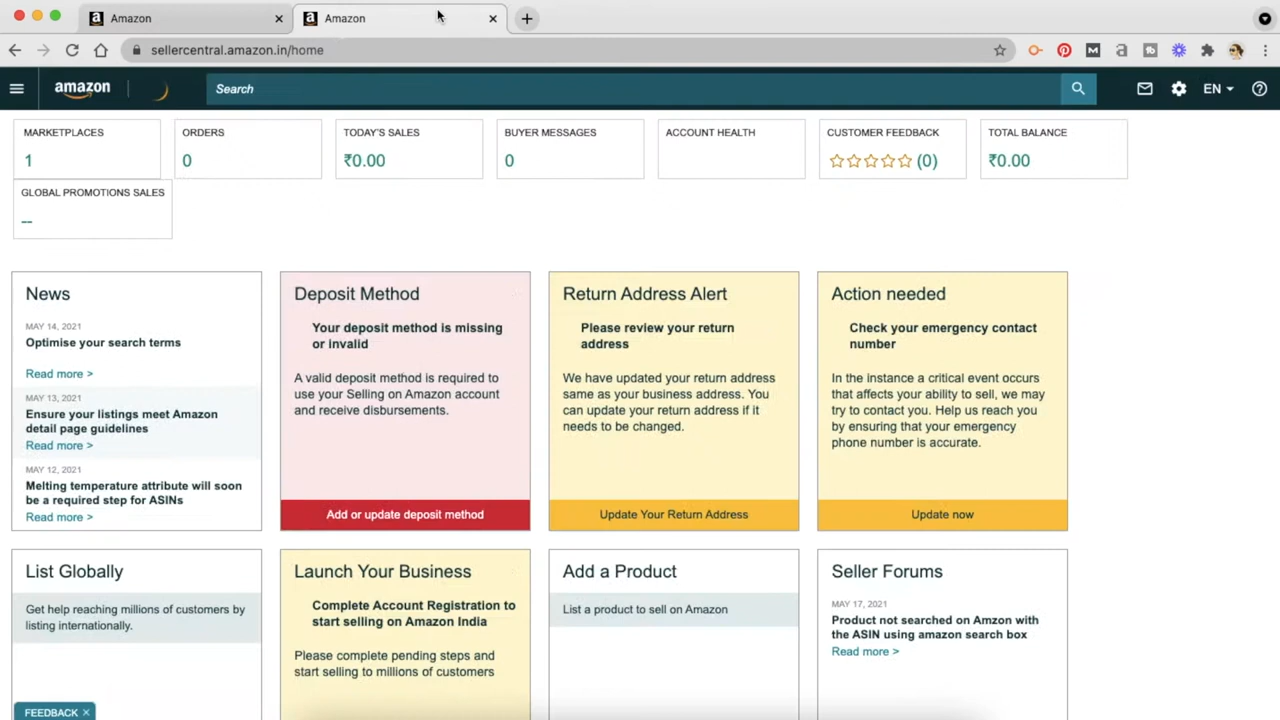 Amazon
Amazon
sellercentral.amazon.in/home
amazon
Search
EN
MARKETPLACES
1
ORDERS
0
TODAY'S SALES
₹0.00
BUYER MESSAGES
0
ACCOUNT HEALTH
CUSTOMER FEEDBACK
(0)
TOTAL BALANCE
₹0.00
GLOBAL PROMOTIONS SALES
--
News
MAY 14, 2021
Optimise your search terms
Read more >
MAY 13, 2021
Ensure your listings meet Amazon
detail page guidelines
Read more >
MAY 12, 2021
Melting temperature attribute will soon
be a required step for ASINs
Read more >
Deposit Method
Your deposit method is missing
or invalid
A valid deposit method is required to
use your Selling on Amazon account
and receive disbursements.
Add or update deposit method
Return Address Alert
Please review your return
address
We have updated your return address
same as your business address. You
can update your return address if it
needs to be changed.
Update Your Return Address
Action needed
Check your emergency contact
number
In the instance a critical event occurs
that affects your ability to sell, we may
try to contact you. Help us reach you
by ensuring that your emergency
phone number is accurate.
Update now
List Globally
Get help reaching millions of customers by
listing internationally.
Launch Your Business
Complete Account Registration to
start selling on Amazon India
Please complete pending steps and
start selling to millions of customers
Add a Product
List a product to sell on Amazon
Seller Forums
MAY 17, 2021
Product not searched on Amzon with
the ASIN using amazon search box
Read more >
FEEDBACK